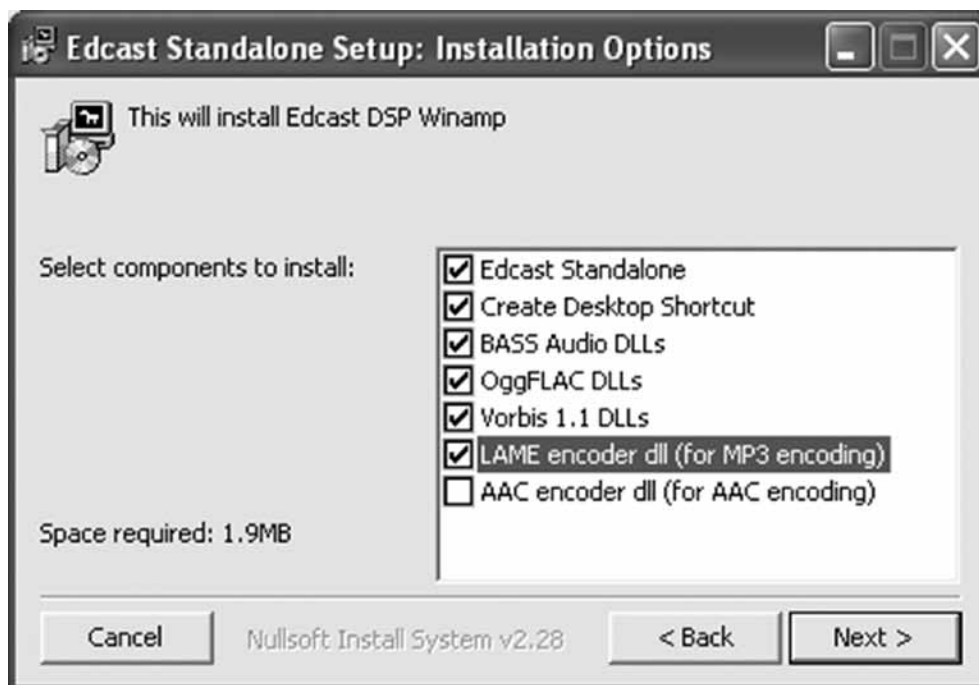 Edcast Standalone Setup: Installation Options
This will install Edcast DSP Winamp
Select components to install:
Edcast Standalone
Create Desktop Shortcut
BASS Audio DLLs
OggFLAC DLLs
Vorbis 1.1 DLLs
LAME encoder dll (for MP3 encoding)
AAC encoder dll (for AAC encoding)
Space required: 1.9MB
Cancel
Nullsoft Install System v2.28
< Back
Next >